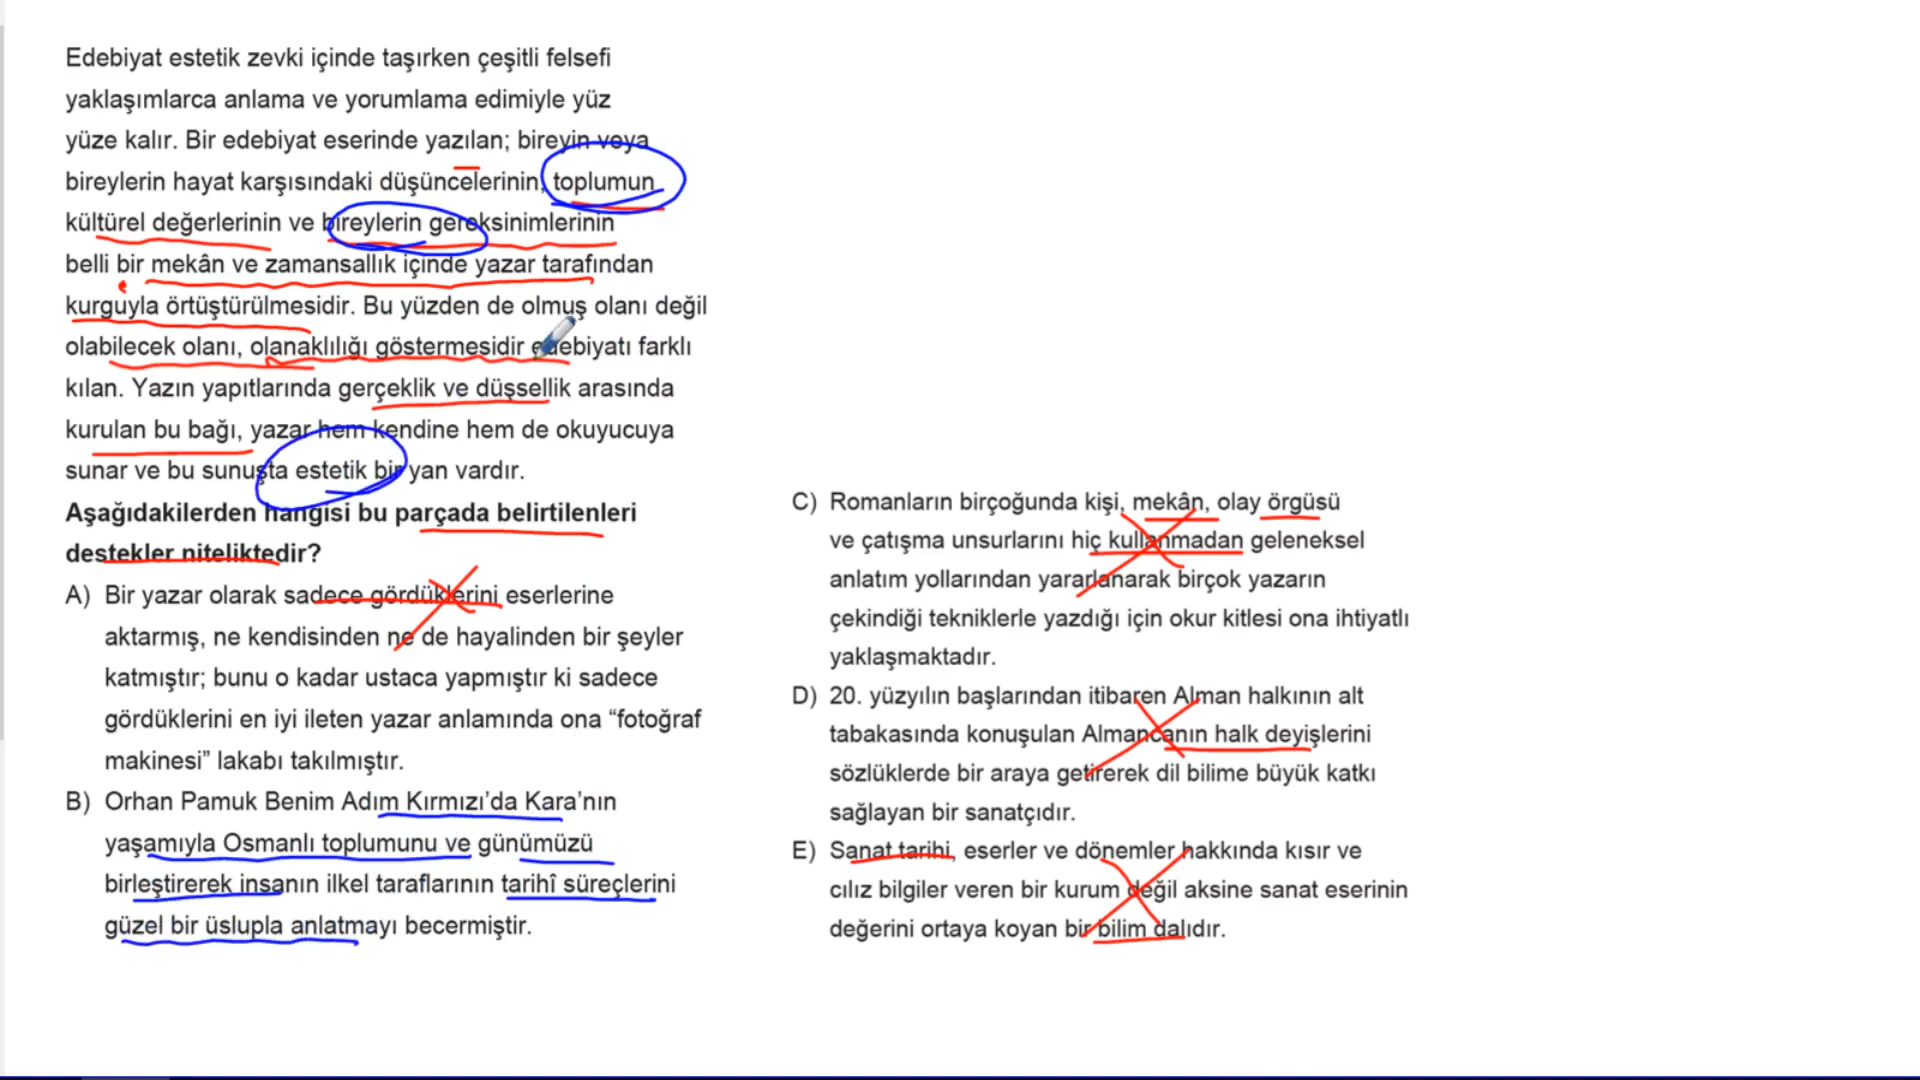 Edebiyat estetik zevki içinde taşırken çeşitli felsefi
yaklaşımlarca anlama ve yorumlama edimiyle yüz
yüze kalır. Bir edebiyat eserinde yazılan; bireyin veya
bireylerin hayat karşısındaki düşüncelerinin, toplumun
kültürel değerlerinin ve bireylerin gereksinimlerinin
belli bir mekân ve zamansallık içinde yazar tarafından
kurguyla örtüştürülmesidir. Bu yüzden de olmuş olanı değil
olabilecek olanı, olanaklılığı göstermesidir edebiyatı farklı
kılan. Yazın yapıtlarında gerçeklik ve düşsellik arasında
kurulan bu bağı, yazar hem kendine hem de okuyucuya
sunar ve bu sunuşta estetik bir yan vardır.
Aşağıdakilerden hangisi bu parçada belirtilenleri
destekler niteliktedir?
A) Bir yazar olarak sadece gördüklerini eserlerine
aktarmış, ne kendisinden ne de hayalinden bir şeyler
katmıştır; bunu o kadar ustaca yapmıştır ki sadece
gördüklerini en iyi ileten yazar anlamında ona “fotoğraf
makinesi” lakabı takılmıştır.
B) Orhan Pamuk Benim Adım Kırmızı’da Kara’nın
yaşamıyla Osmanlı toplumunu ve günümüzü
birleştirerek insanın ilkel taraflarının tarihî süreçlerini
güzel bir üslupla anlatmayı becermiştir.
C) Romanların birçoğunda kişi, mekân, olay örgüsü
ve çatışma unsurlarını hiç kullanmadan geleneksel
anlatım yollarından yararlanarak birçok yazarın
çekindiği tekniklerle yazdığı için okur kitlesi ona ihtiyatlı
yaklaşmaktadır.
D) 20. yüzyılın başlarından itibaren Alman halkının alt
tabakasında konuşulan Almancanın halk deyişlerini
sözlüklerde bir araya getirerek dil bilime büyük katkı
sağlayan bir sanatçıdır.
E) Sanat tarihi, eserler ve dönemler hakkında kısır ve
cılız bilgiler veren bir kurum değil aksine sanat eserinin
değerini ortaya koyan bir bilim dalıdır.